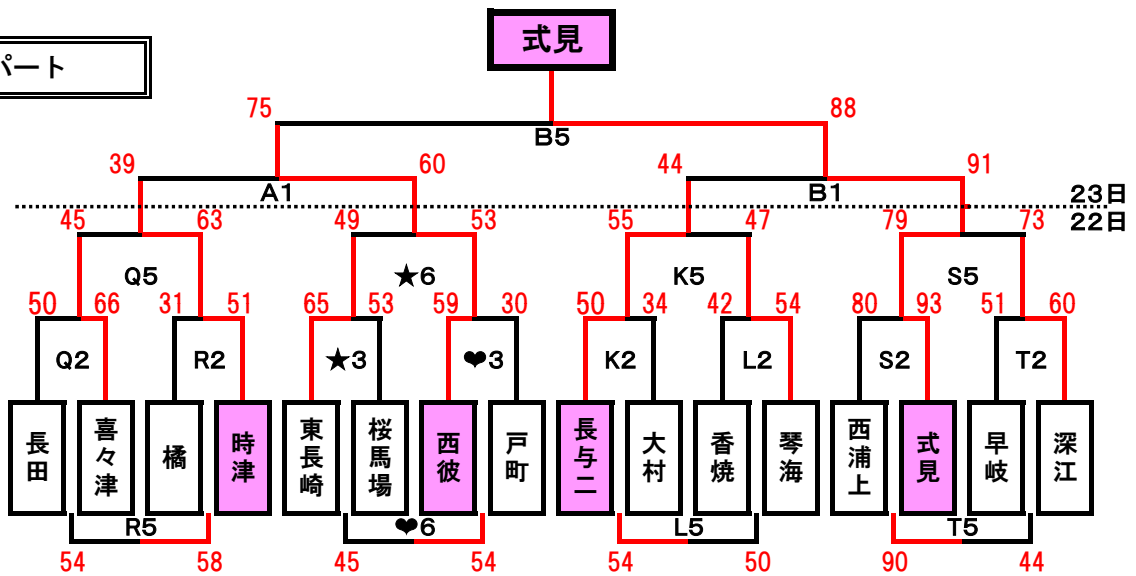 式見
パート
75 88
B5
39 60 44 91
A1 B1
23日
45 63 49 53 55 47 79 73
22日
Q5 ★6 K5 S5
50 66 31 51 65 53 59 30 50 34 42 54 80 93 51 60
Q2 R2 ★3 ❤3 K2 L2 S2 T2
長田 喜々津 橘 時津 東長崎 桜馬場 西彼 戸町 長与二 大村 香焼 琴海 西浦上 式見 早岐 深江
R5 ❤6 L5 T5
54 58 45 54 54 50 90 44